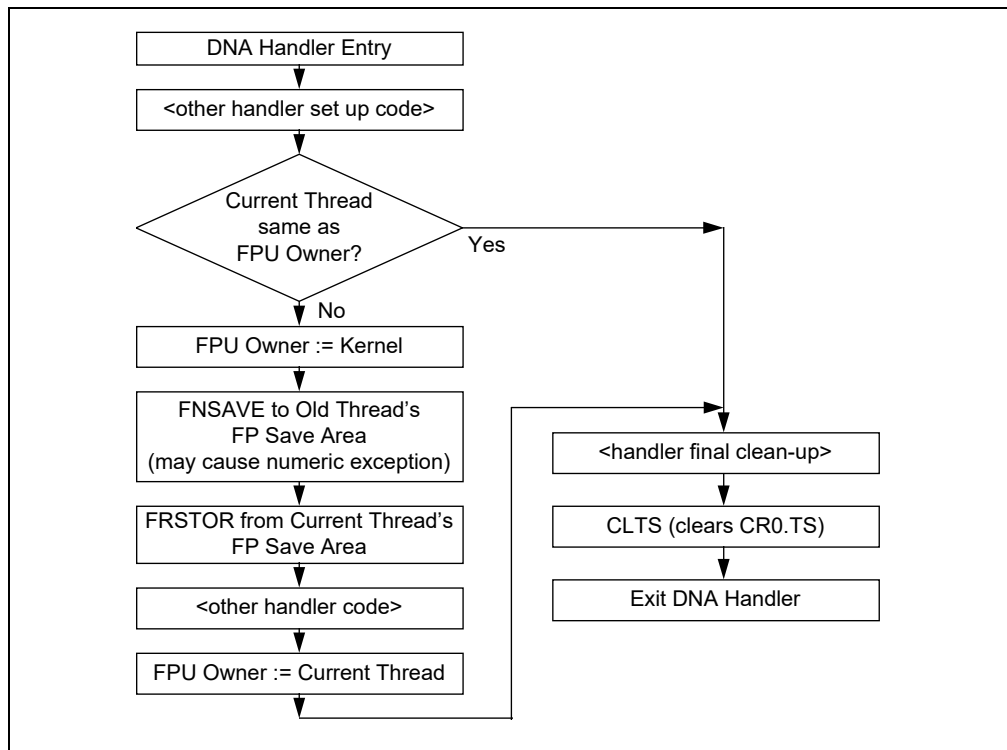 DNA Handler Entry
<other handler set up code>
Current Thread
same as
FPU Owner?
Yes
No
FPU Owner := Kernel
FNSAVE to Old Thread’s
FP Save Area
(may cause numeric exception)
FRSTOR from Current Thread’s
FP Save Area
<other handler code>
FPU Owner := Current Thread
<handler final clean-up>
CLTS (clears CR0.TS)
Exit DNA Handler